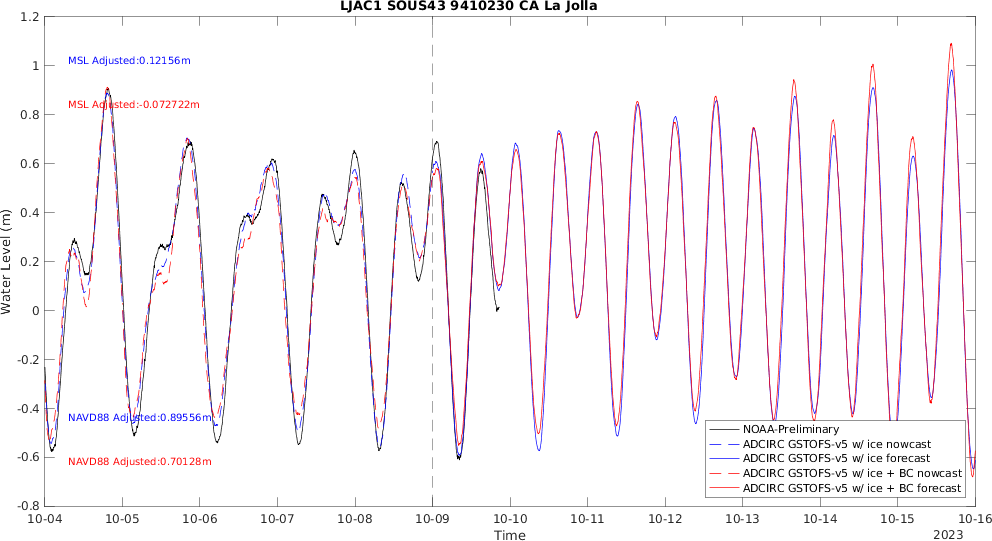 LJAC1 SOUS43 9410230 CA La Jolla
1.2
1
0.8
0.6
0.4
0.2
0
-0.2
-0.4
-0.6
-0.8
Water Level (m)
MSL Adjusted:0.12156m
MSL Adjusted:-0.072722m
NAVD88 Adjusted:0.89556m
NAVD88 Adjusted:0.70128m
NOAA-Preliminary
ADCIRC GSTOFS-v5 w/ ice nowcast
ADCIRC GSTOFS-v5 w/ ice forecast
ADCIRC GSTOFS-v5 w/ ice + BC nowcast
ADCIRC GSTOFS-v5 w/ ice + BC forecast
10-04 10-05 10-06 10-07 10-08 10-09 10-10 10-11 10-12 10-13 10-14 10-15 10-16
Time
2023